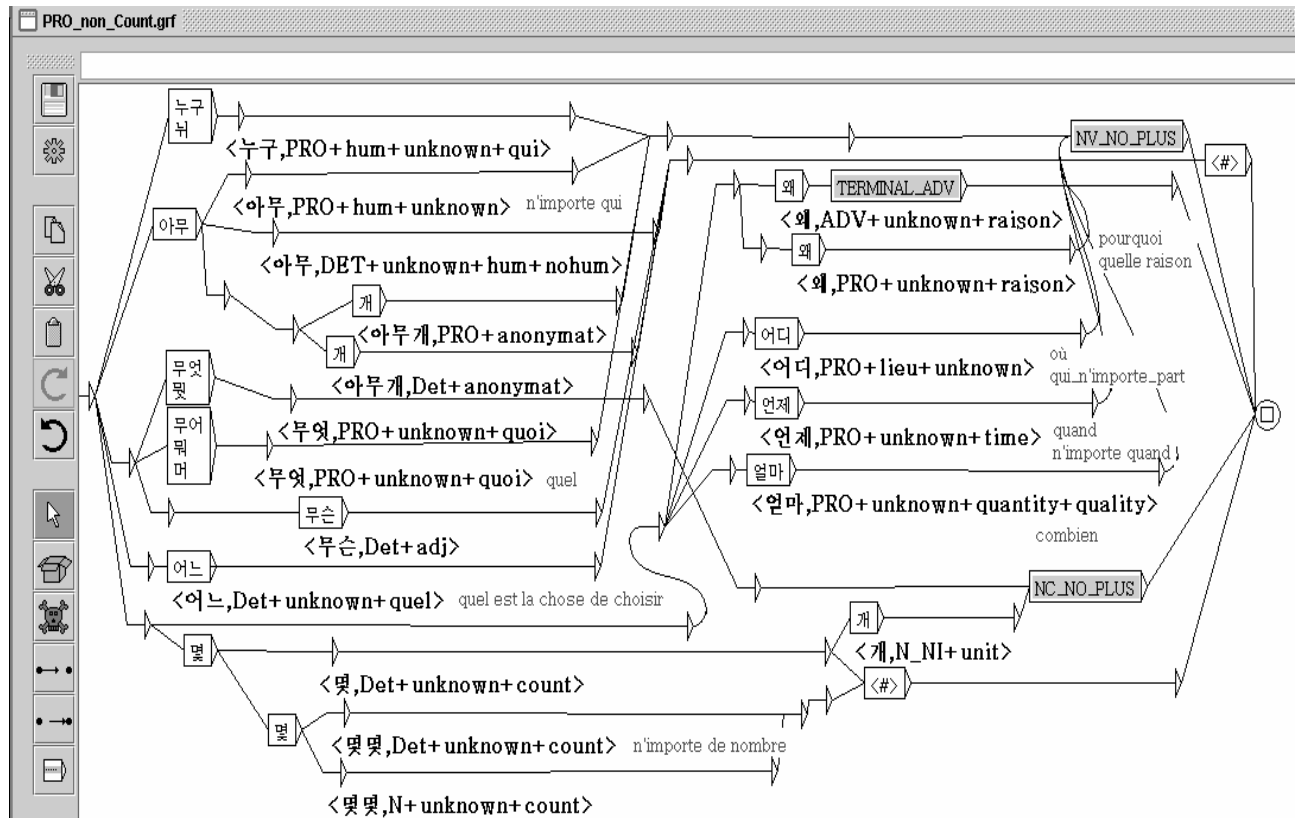 PRO_non_Count.grf
누구
뉘
<누구,PRO+hum+unknown+qui>
아무
<아무,PRO+hum+unknown>
n'importe qui
<아무,DET+unknown+hum+nohum>
개
<아무개,PRO+anonymat>
개
<아무개,Det+anonymat>
무엇
뭣
<무엇,PRO+unknown+quoi>
무어
뭐
머
<무엇,PRO+unknown+quoi>
quel
무슨
<무슨,Det+adj>
어느
<어느,Det+unknown+quel>
quel est la chose de choisir
몇
<몇,Det+unknown+count>
몇
<몇몇,Det+unknown+count>
n'importe de nombre
<몇몇,N+unknown+count>
NV_NO_PLUS
<#>
왜
TERMINAL_ADV
<왜,ADV+unknown+raison>
왜
<왜,PRO+unknown+raison>
pourquoi
quelle raison
어디
<어디,PRO+lieu+unknown>
où
qui_n'importe_part
언제
<언제,PRO+unknown+time>
quand
n'importe quand
얼마
<얼마,PRO+unknown+quantity+quality>
combien
NC_NO_PLUS
개
<개,N_NI+unit>
<#>